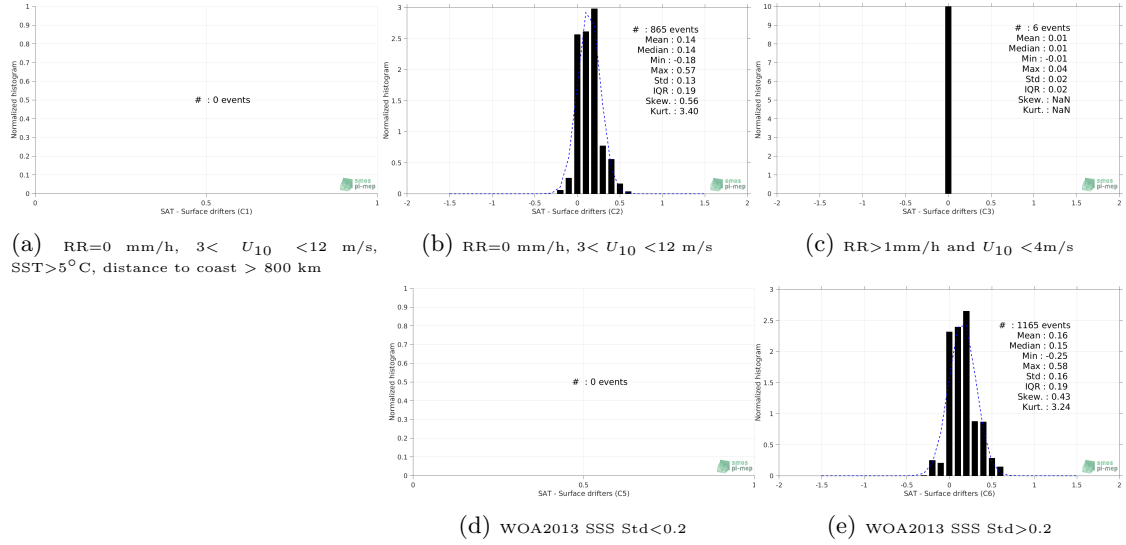 1
0.9
0.8
0.7
0.6
0.5
0.4
0.3
0.2
0.1
0
Normalized histogram
# : 0 events
0 0.5 1
SAT - Surface drifters (C1)
smos
pi-mep
(a) RR=0 mm/h, 3< U10 <12 m/s,
SST>5°C, distance to coast > 800 km
3
2.5
2
1.5
1
0.5
0
Normalized histogram
# : 865 events
Mean : 0.14
Median : 0.14
Min : -0.18
Max : 0.57
Std : 0.13
IQR : 0.19
Skew. : 0.56
Kurt. : 3.40
-2 -1.5 -1 -0.5 0 0.5 1 1.5 2
SAT - Surface drifters (C2)
smos
pi-mep
(b) RR=0 mm/h, 3< U10 <12 m/s
10
9
8
7
6
5
4
3
2
1
0
Normalized histogram
# : 6 events
Mean : 0.01
Median : 0.01
Min : -0.01
Max : 0.04
Std : 0.02
IQR : 0.02
Skew. : NaN
Kurt. : NaN
-2 -1.5 -1 -0.5 0 0.5 1 1.5 2
SAT - Surface drifters (C3)
smos
pi-mep
(c) RR>1mm/h and U10 <4m/s
1
0.9
0.8
0.7
0.6
0.5
0.4
0.3
0.2
0.1
0
Normalized histogram
# : 0 events
0 0.5 1
SAT - Surface drifters (C5)
smos
pi-mep
(d) WOA2013 SSS Std<0.2
3
2.5
2
1.5
1
0.5
0
Normalized histogram
# : 1165 events
Mean : 0.16
Median : 0.15
Min : -0.25
Max : 0.58
Std : 0.16
IQR : 0.19
Skew. : 0.43
Kurt. : 3.24
-2 -1.5 -1 -0.5 0 0.5 1 1.5 2
SAT - Surface drifters (C6)
smos
pi-mep
(e) WOA2013 SSS Std>0.2